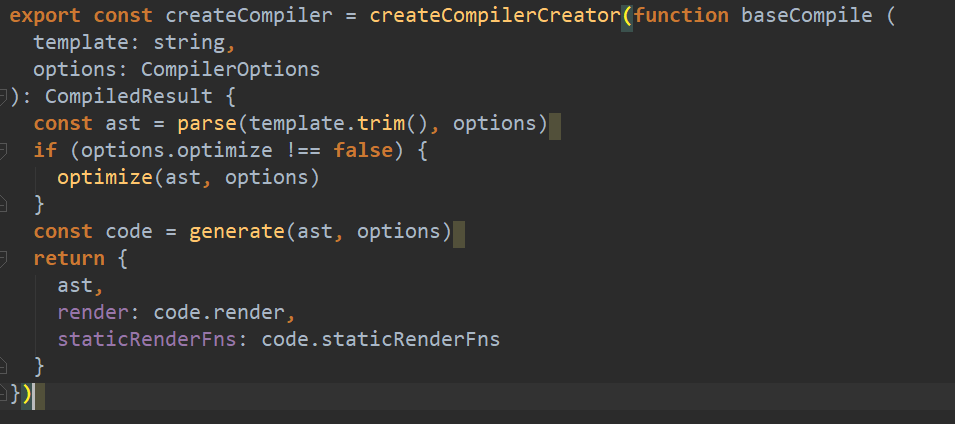 export const createCompiler = createCompilerCreator(function baseCompile (
  template: string,
  options: CompilerOptions
): CompiledResult {
  const ast = parse(template.trim(), options)
  if (options.optimize !== false) {
    optimize(ast, options)
  }
  const code = generate(ast, options)
  return {
    ast,
    render: code.render,
    staticRenderFns: code.staticRenderFns
  }
})